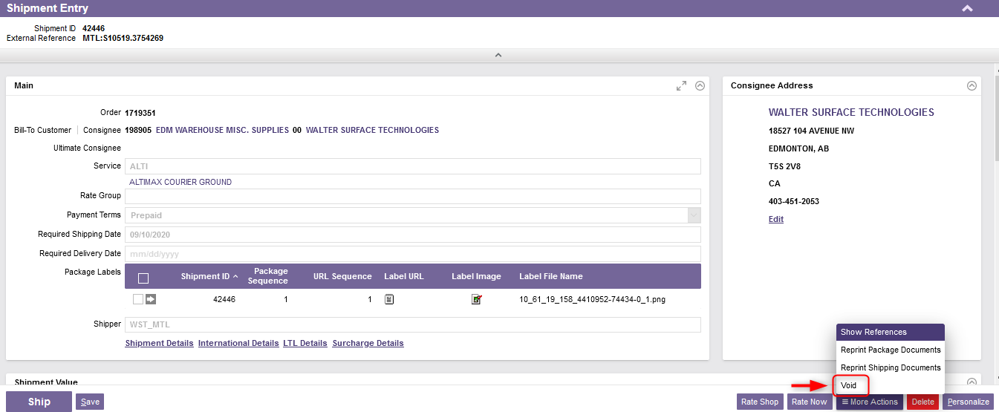 Shipment Entry
Shipment ID 42446
External Reference MTL:S10519.3754269
Main
Order 1719351
Bill-To Customer Consignee 198905 EDM WAREHOUSE MISC. SUPPLIES 00 WALTER SURFACE TECHNOLOGIES
Ultimate Consignee
Service ALTI
ALTIMAX COURIER GROUND
Rate Group
Payment Terms Prepaid
Required Shipping Date 09/10/2020
Required Delivery Date mm/dd/yyyy
Package Labels
Shipment ID Package Sequence URL Sequence Label URL Label Image Label File Name
42446 1 1 10_61_19_158_4410952-74434-0_1.png
Shipper WST_MTL
Shipment Details International Details LTL Details Surcharge Details
Consignee Address
WALTER SURFACE TECHNOLOGIES
18527 104 AVENUE NW
EDMONTON, AB
T5S 2V8
CA
403-451-2053
Edit
Shipment Value
Show References
Reprint Package Documents
Reprint Shipping Documents
Void
Ship Save Rate Shop Rate Now More Actions Delete Personalize